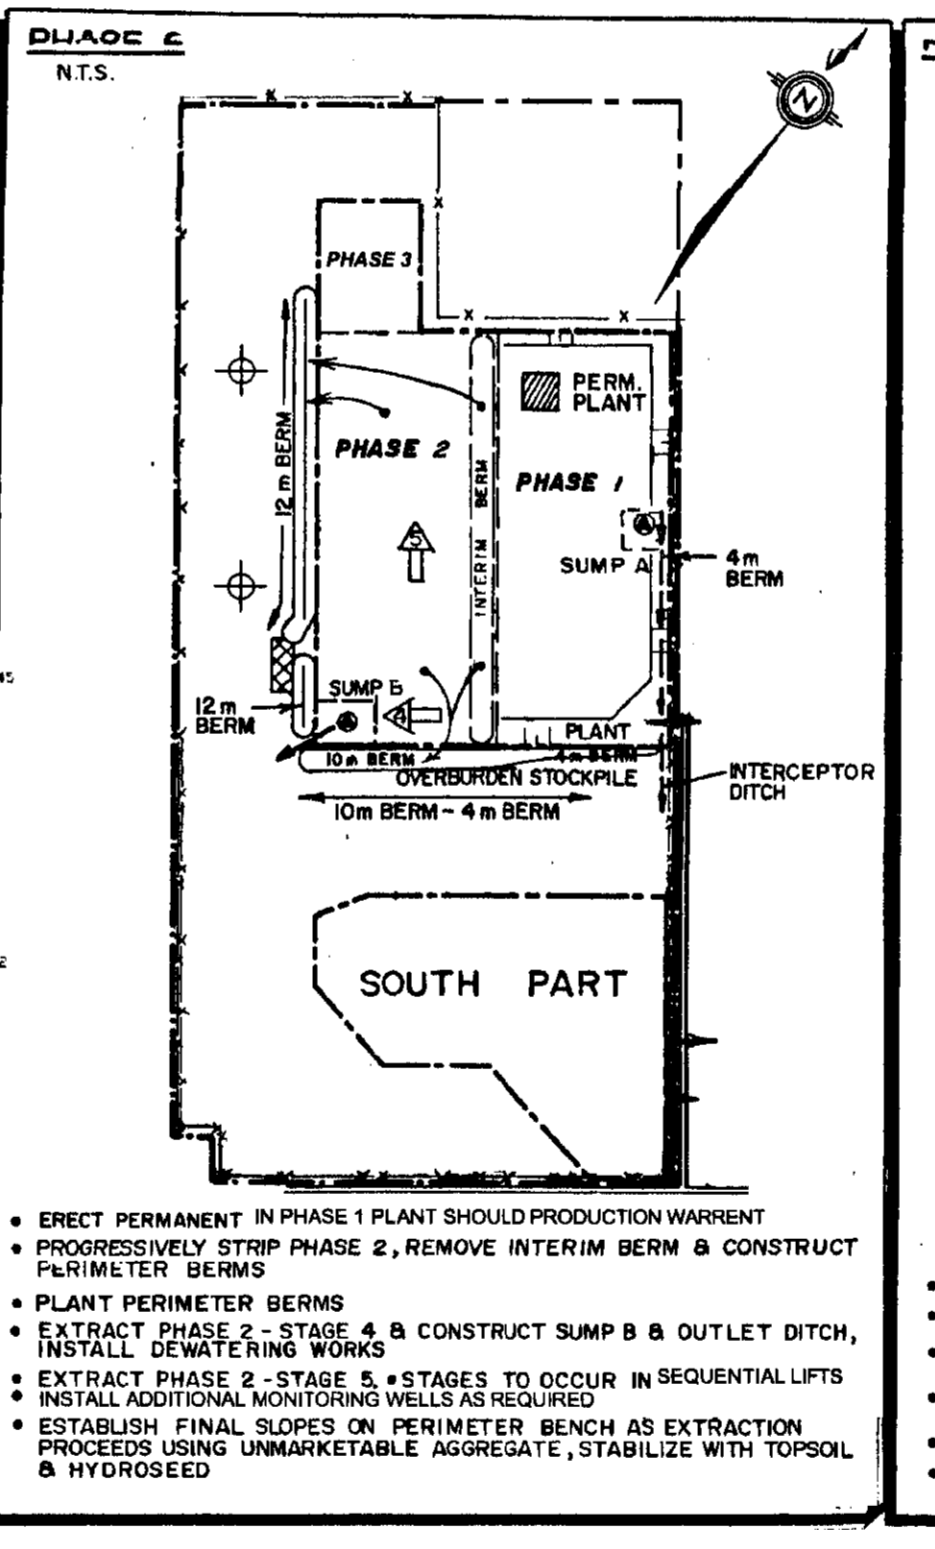 PHASE 2
N.T.S.
N
PHASE 3
PERM.
PLANT
PHASE 2
PHASE 1
12 m BERM
INTERIM BERM
5
A
SUMP A
4m
BERM
SUMP B
12m
BERM
4
PLANT
10m BERM
4m BERM
OVERBURDEN STOCKPILE
INTERCEPTOR
DITCH
10m BERM - 4m BERM
SOUTH PART
• ERECT PERMANENT IN PHASE 1 PLANT SHOULD PRODUCTION WARRENT
• PROGRESSIVELY STRIP PHASE 2, REMOVE INTERIM BERM & CONSTRUCT
PERIMETER BERMS
• PLANT PERIMETER BERMS
• EXTRACT PHASE 2 - STAGE 4 & CONSTRUCT SUMP B & OUTLET DITCH,
INSTALL DEWATERING WORKS
• EXTRACT PHASE 2 - STAGE 5. • STAGES TO OCCUR IN SEQUENTIAL LIFTS
• INSTALL ADDITIONAL MONITORING WELLS AS REQUIRED
• ESTABLISH FINAL SLOPES ON PERIMETER BENCH AS EXTRACTION
PROCEEDS USING UNMARKETABLE AGGREGATE, STABILIZE WITH TOPSOIL
& HYDROSEED